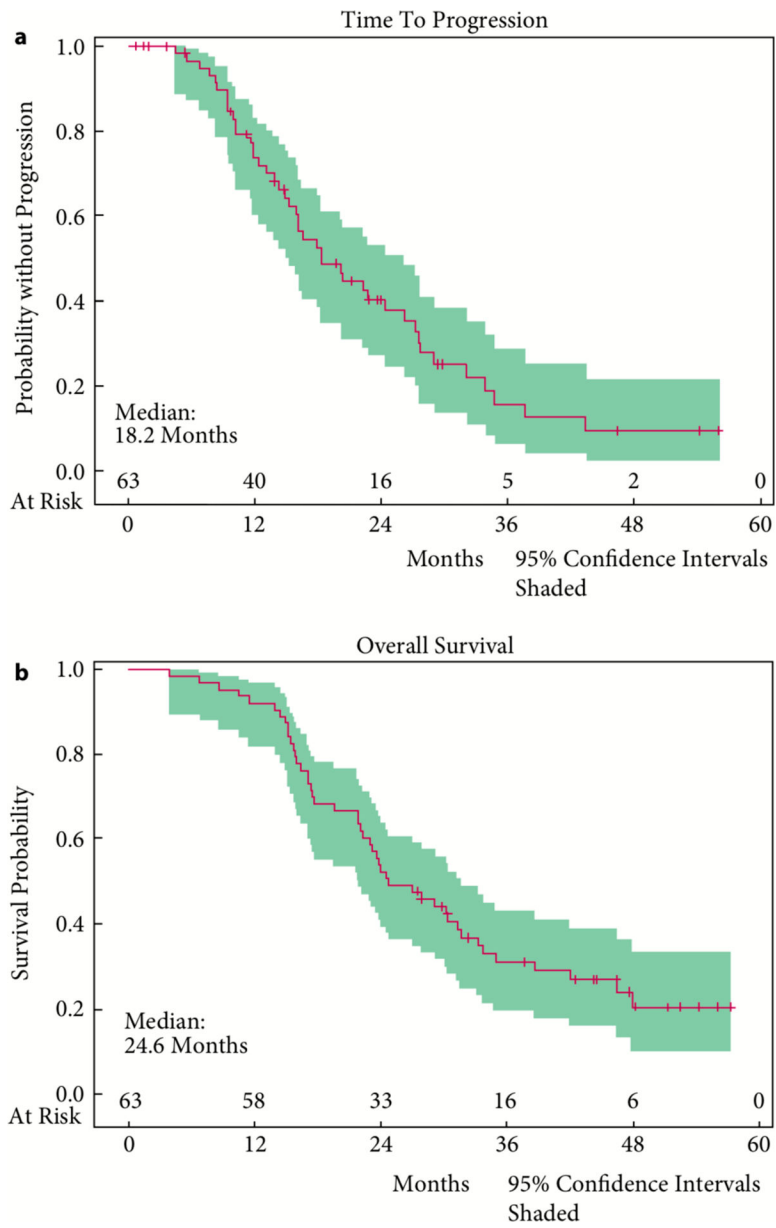 a
Time To Progression
Probability without Progression
1.0
0.8
0.6
0.4
0.2
0.0
Median:
18.2 Months
63 40 16 5 2 0
At Risk
0 12 24 36 48 60
Months 95% Confidence Intervals
Shaded
b
Overall Survival
Survival Probability
1.0
0.8
0.6
0.4
0.2
0.0
Median:
24.6 Months
63 58 33 16 6 0
At Risk
0 12 24 36 48 60
Months 95% Confidence Intervals
Shaded